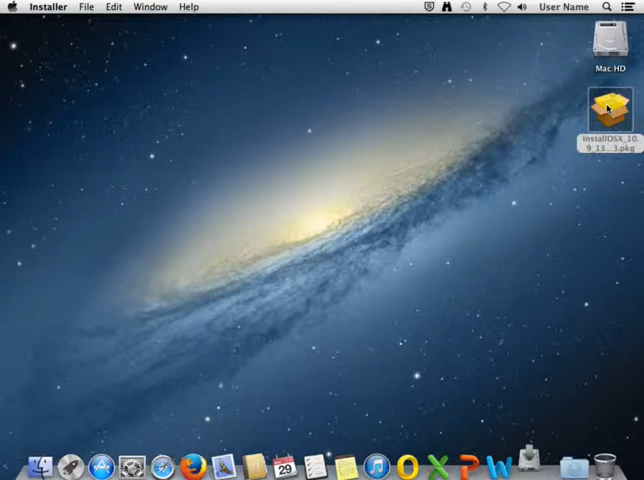 Installer File Edit Window Help User Name
Mac HD
InstallOSX_10.
9_13...3.pkg
29